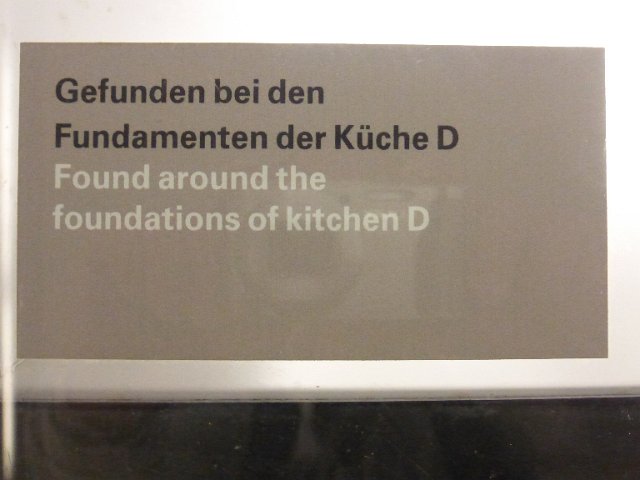 Gefunden bei den
Fundamenten der Küche D
Found around the
foundations of kitchen D